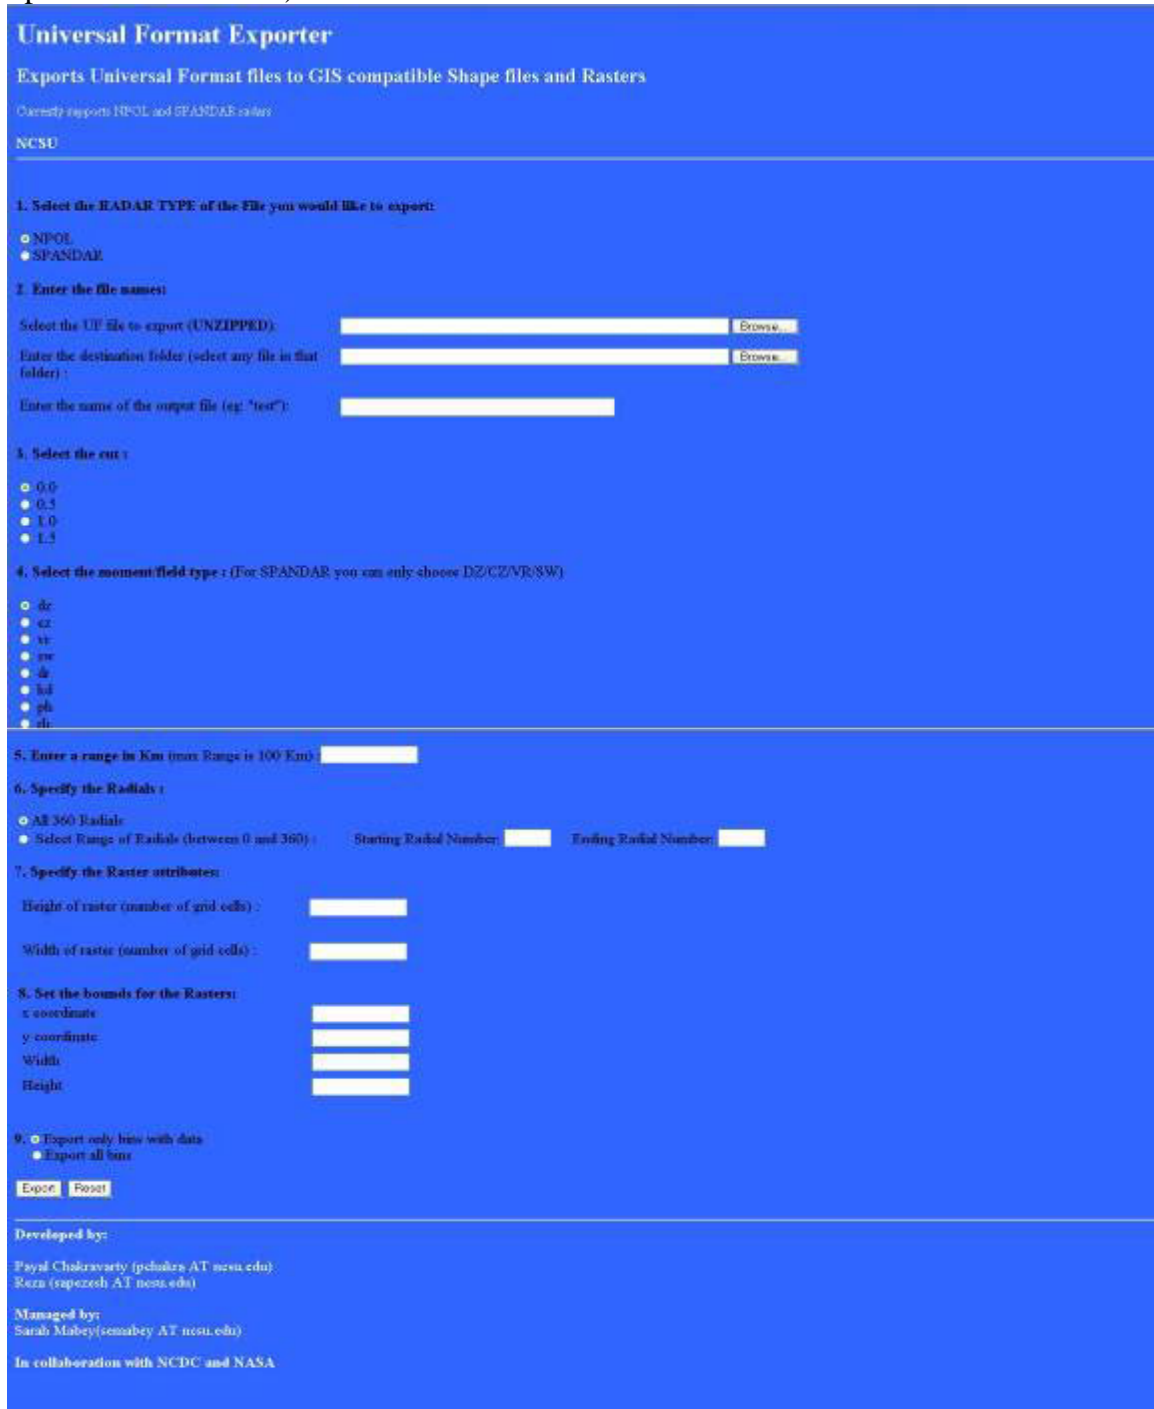 Universal Format Exporter
Exports Universal Format files to GIS compatible Shape files and Rasters
Currently supports NPOL and SPANDAR radars
NCSU
1. Select the RADAR TYPE of the File you would like to export:
NPOL
SPANDAR
2. Enter the file names:
Select the UF file to export (UNZIPPED):
Browse...
Enter the destination folder (select any file in that
folder) :
Browse...
Enter the name of the output file (eg: "test"):
3. Select the cut :
0.0
0.5
1.0
1.5
4. Select the moment/field type : (For SPANDAR you can only choose DZ/CZ/VR/SW)
dz
cz
vr
sw
dr
kd
ph
rh
5. Enter a range in Km (max Range is 100 Km) :
6. Specify the Radials :
All 360 Radials
Select Range of Radials (between 0 and 360) : Starting Radial Number: Ending Radial Number:
7. Specify the Raster attributes:
Height of raster (number of grid cells) :
Width of raster (number of grid cells) :
8. Set the bounds for the Rasters:
x coordinate
y coordinate
Width
Height
9. Export only bins with data
Export all bins
Export Reset
Developed by:
Payal Chakravarty (pchakra AT ncsu.edu)
Reza (sapezesh AT ncsu.edu)
Managed by:
Sarah Mabey(semabey AT ncsu.edu)
In collaboration with NCDC and NASA